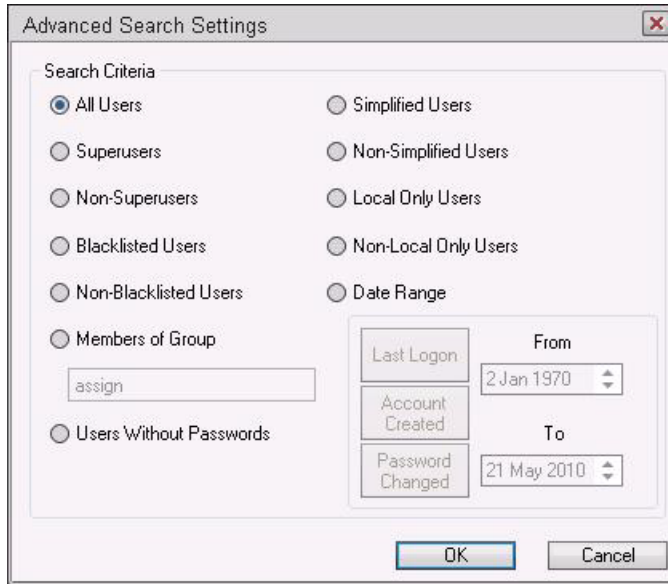 Advanced Search Settings
Search Criteria
All Users
Superusers
Non-Superusers
Blacklisted Users
Non-Blacklisted Users
Members of Group
assign
Users Without Passwords
Simplified Users
Non-Simplified Users
Local Only Users
Non-Local Only Users
Date Range
Last Logon
Account
Created
Password
Changed
From
2 Jan 1970
To
21 May 2010
OK
Cancel